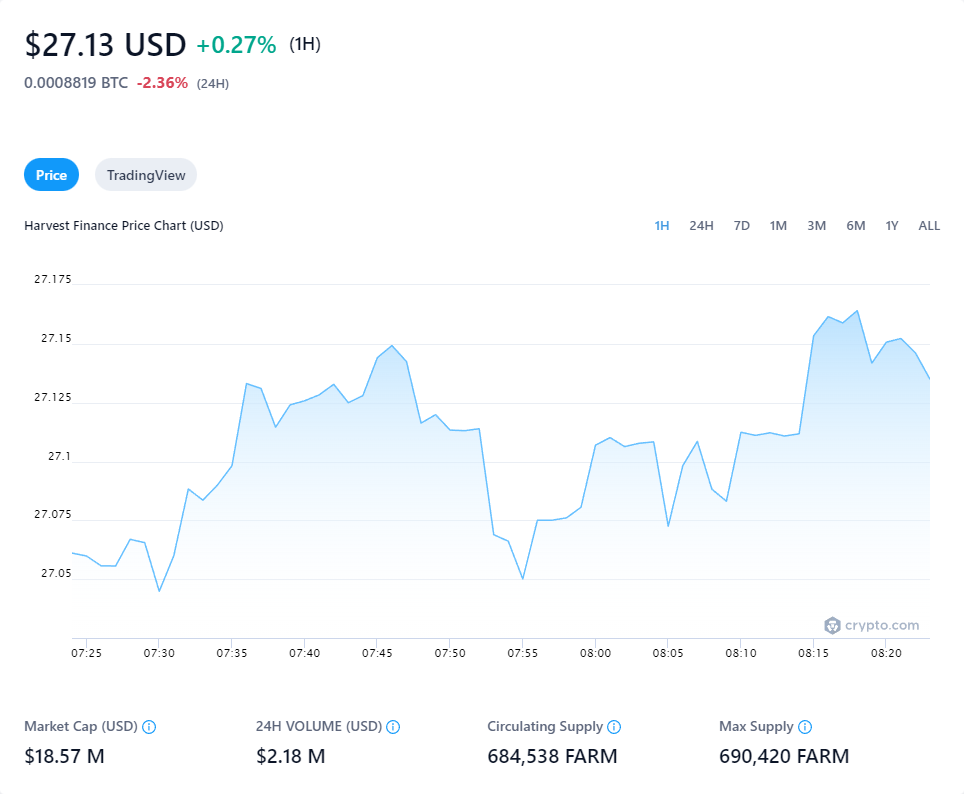 $27.13 USD +0.27% (1H)
0.0008819 BTC -2.36% (24H)
Price TradingView
Harvest Finance Price Chart (USD) 1H 24H 7D 1M 3M 6M 1Y ALL
27.175
27.15
27.125
27.1
27.075
27.05
crypto.com
07:25 07:30 07:35 07:40 07:45 07:50 07:55 08:00 08:05 08:10 08:15 08:20
Market Cap (USD) 24H VOLUME (USD) Circulating Supply Max Supply
$18.57 M $2.18 M 684,538 FARM 690,420 FARM